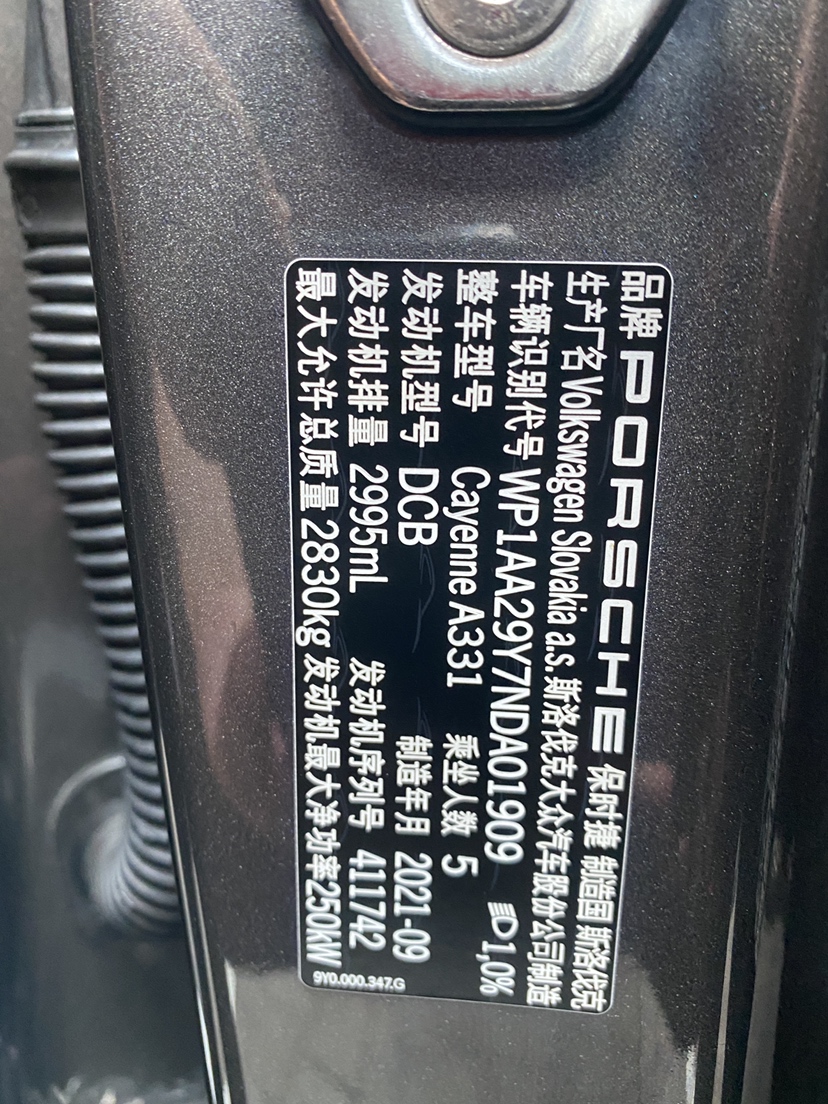 品牌 PORSCHE 保时捷 制造国 斯洛伐克
生产厂名 Volkswagen Slovakia a.s. 斯洛伐克大众汽车股份公司制造
车辆识别代号 WP1AA29Y7NDA01909 1,0%
整车型号 Cayenne A331 乘坐人数 5
发动机型号 DCB 制造年月 2021-09
发动机排量 2995mL 发动机序列号 411742
最大允许总质量 2830kg 发动机最大净功率250kW
9Y0.000.347.G